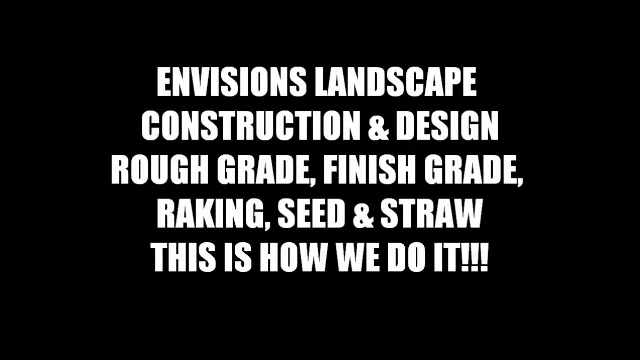 ENVISIONS LANDSCAPE
CONSTRUCTION & DESIGN
ROUGH GRADE, FINISH GRADE,
RAKING, SEED & STRAW
THIS IS HOW WE DO IT!!!